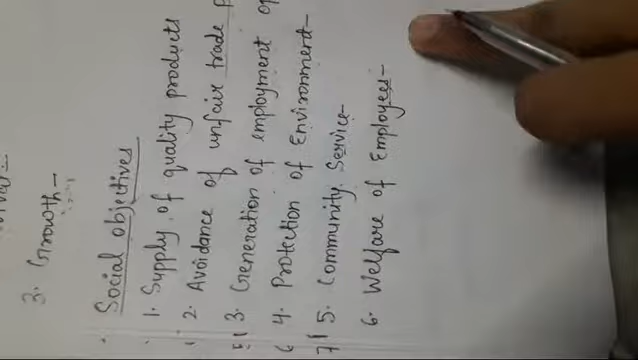 3. Growth-
Social objectives
1. Supply of quality products
2. Avoidance of unfair trade
3. Generation of employment
4. Protection of Environment-
5. Community Service-
6. Welfare of Employees-